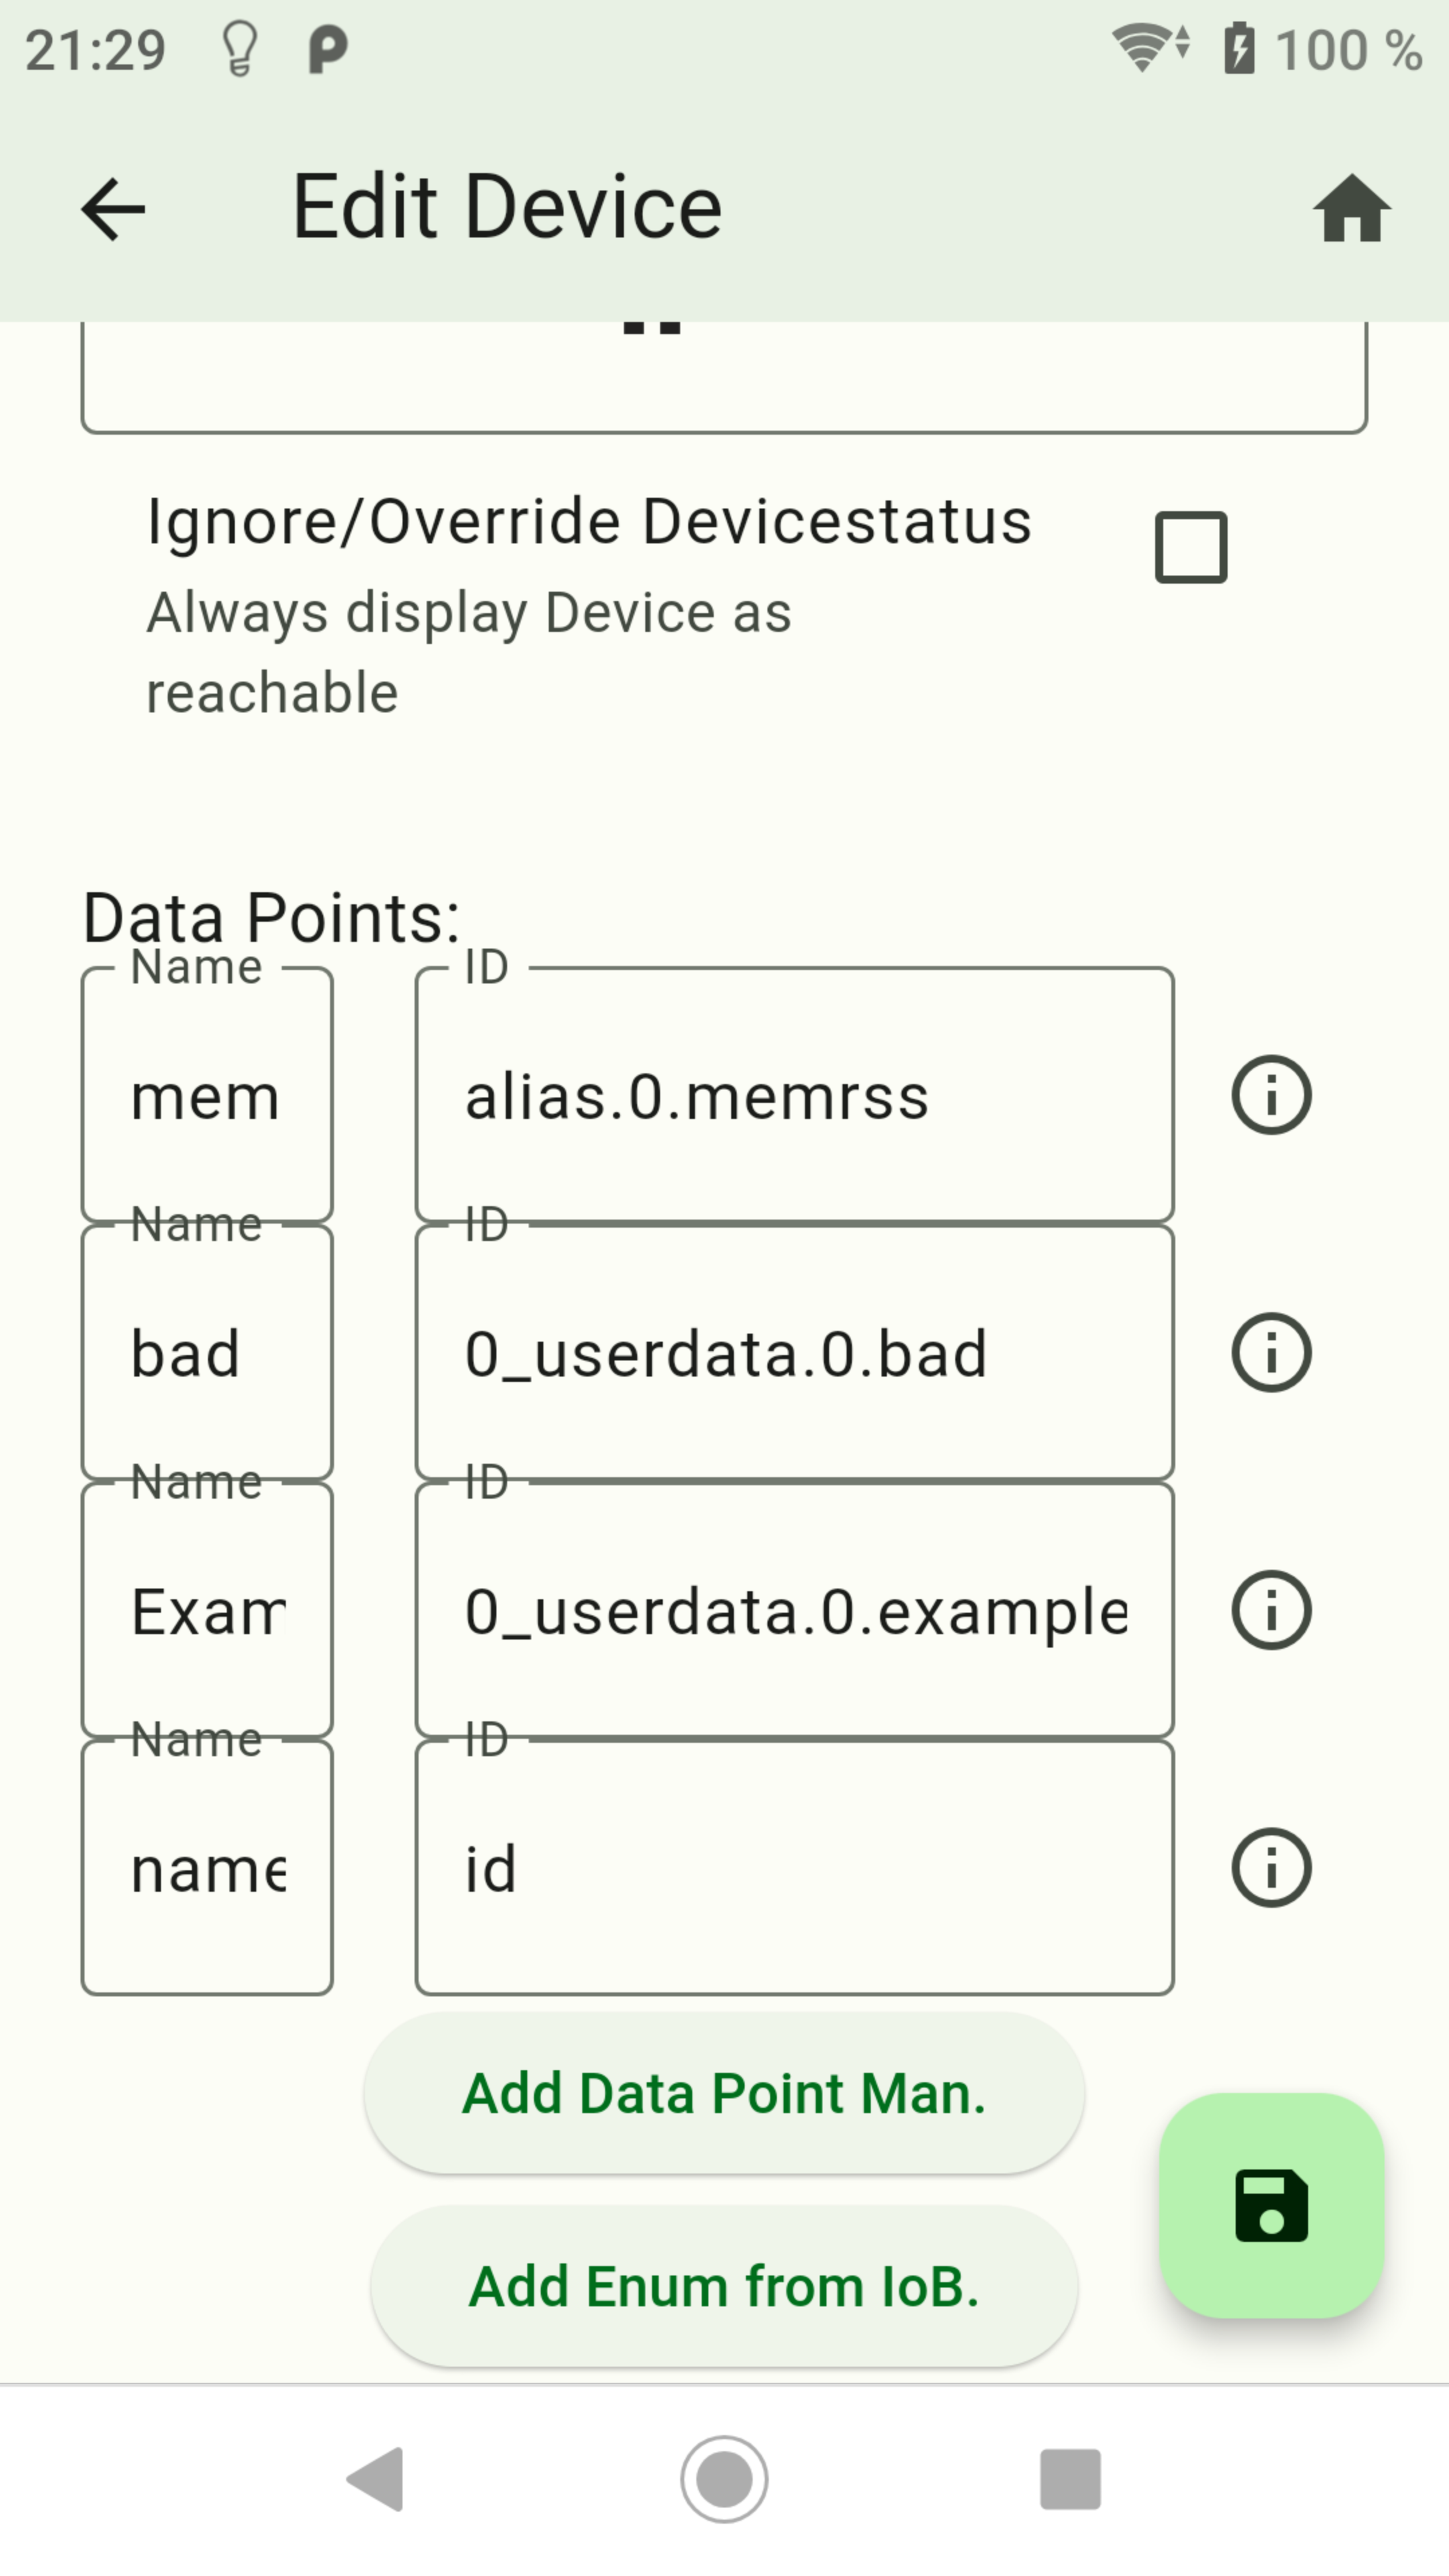 21:29
100 %
Edit Device
Ignore/Override Devicestatus
Always display Device as
reachable
Data Points:
Name ID
mem alias.0.memrss
Name ID
bad 0_userdata.0.bad
Name ID
Exam 0_userdata.0.example
Name ID
name id
Add Data Point Man.
Add Enum from IoB.